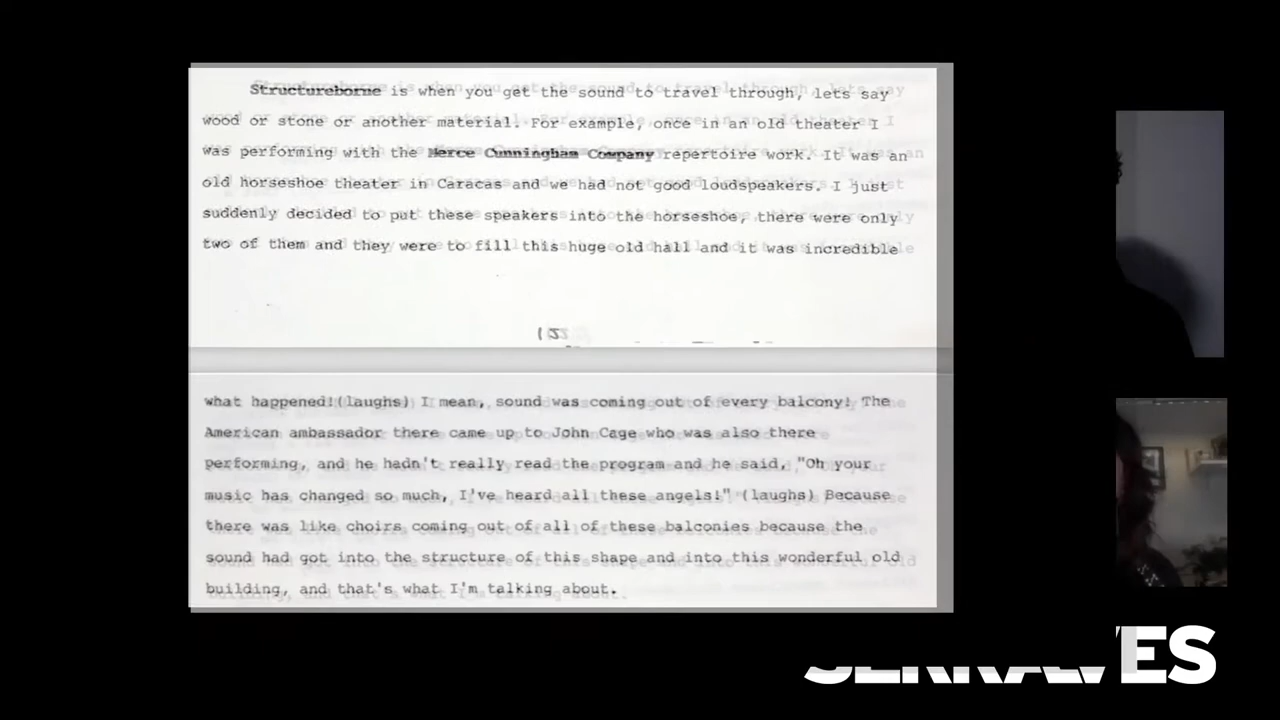 Structureborne is when you get the sound to travel through, lets say
wood or stone or another material. For example, once in an old theater I
was performing with the Merce Cunningham Company repertoire work. It was an
old horseshoe theater in Caracas and we had not good loudspeakers. I just
suddenly decided to put these speakers into the horseshoe, there were only
two of them and they were to fill this huge old hall and it was incredible
what happened!(laughs) I mean, sound was coming out of every balcony! The
American ambassador there came up to John Cage who was also there
performing, and he hadn't really read the program and he said, "Oh your
music has changed so much, I've heard all these angels!" (laughs) Because
there was like choirs coming out of all of these balconies because the
sound had got into the structure of this shape and into this wonderful old
building, and that's what I'm talking about.